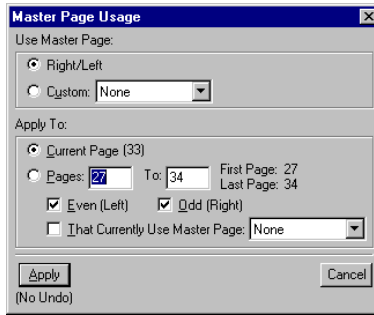 Master Page Usage
Use Master Page:
Right/Left
Custom: None
Apply To:
Current Page (33)
Pages: 27 To: 34 First Page: 27
Last Page: 34
Even (Left) Odd (Right)
That Currently Use Master Page: None
Apply Cancel
(No Undo)